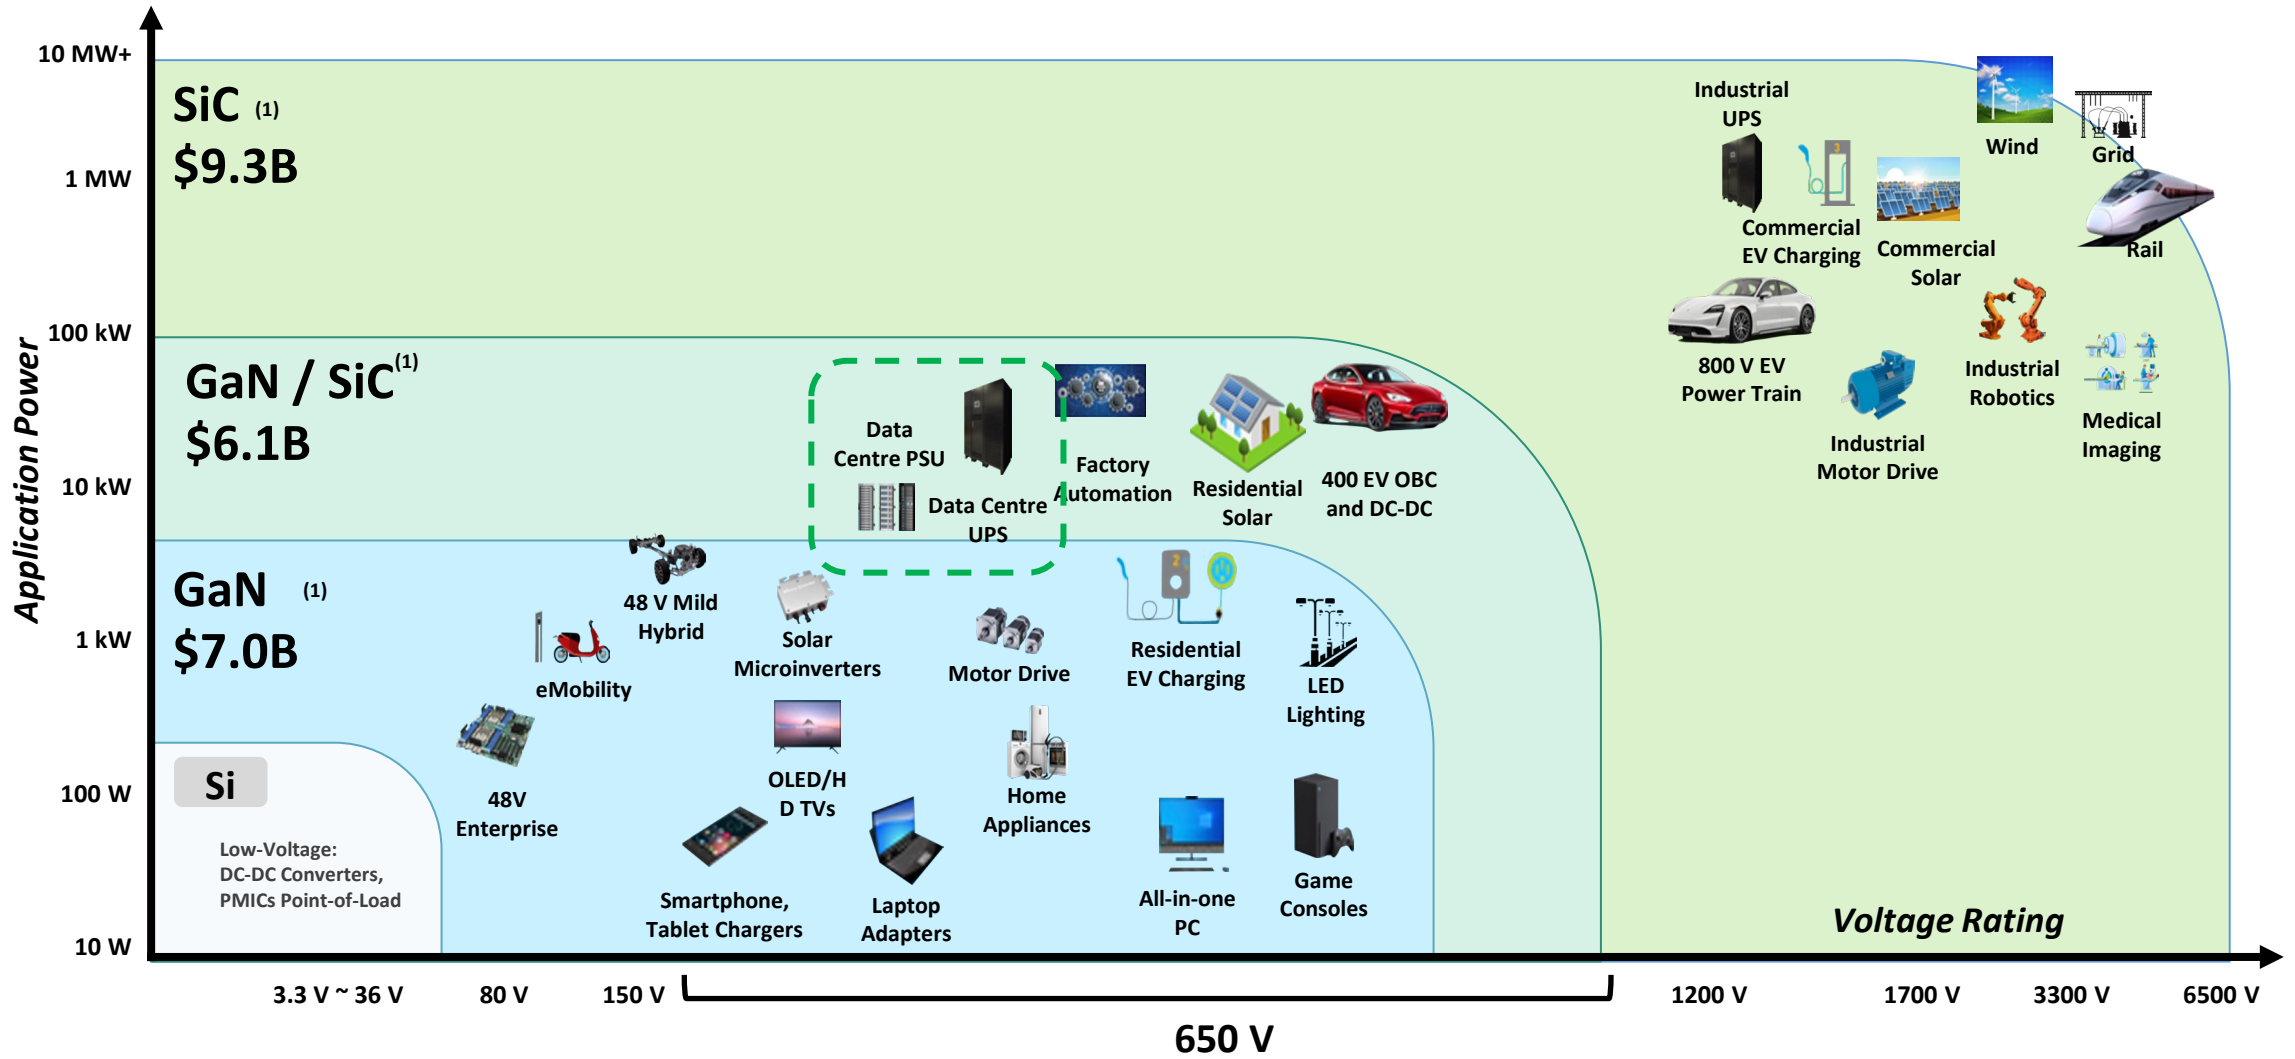 10 MW+
1 MW
100 kW
10 kW
1 kW
100 W
10 W
Application Power
SiC (1)
$9.3B
Industrial
UPS
Wind
Grid
Commercial
EV Charging
Commercial
Solar
Rail
800 V EV
Power Train
Industrial
Motor Drive
Industrial
Robotics
Medical
Imaging
GaN / SiC(1)
$6.1B
Data
Centre PSU
Data Centre
UPS
Factory
Automation
Residential
Solar
400 EV OBC
and DC-DC
GaN (1)
$7.0B
48 V Mild
Hybrid
eMobility
Solar
Microinverters
Motor Drive
Residential
EV Charging
LED
Lighting
48V
Enterprise
OLED/H
D TVs
Home
Appliances
Smartphone,
Tablet Chargers
Laptop
Adapters
All-in-one
PC
Game
Consoles
Si
Low-Voltage:
DC-DC Converters,
PMICs Point-of-Load
Voltage Rating
3.3 V ~ 36 V
80 V
150 V
650 V
1200 V
1700 V
3300 V
6500 V